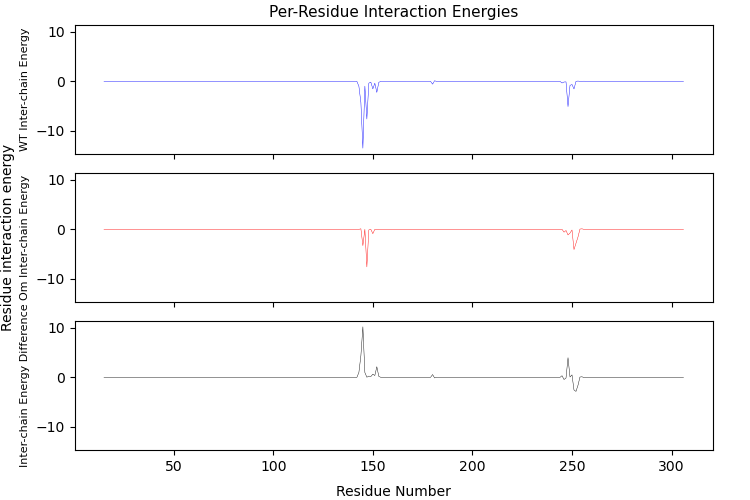 Per-Residue Interaction Energies
Residue interaction energy
WT Inter-chain Energy
10
0
−10
Om Inter-chain Energy
10
0
−10
Inter-chain Energy Difference
10
0
−10
50
100
150
200
250
300
Residue Number